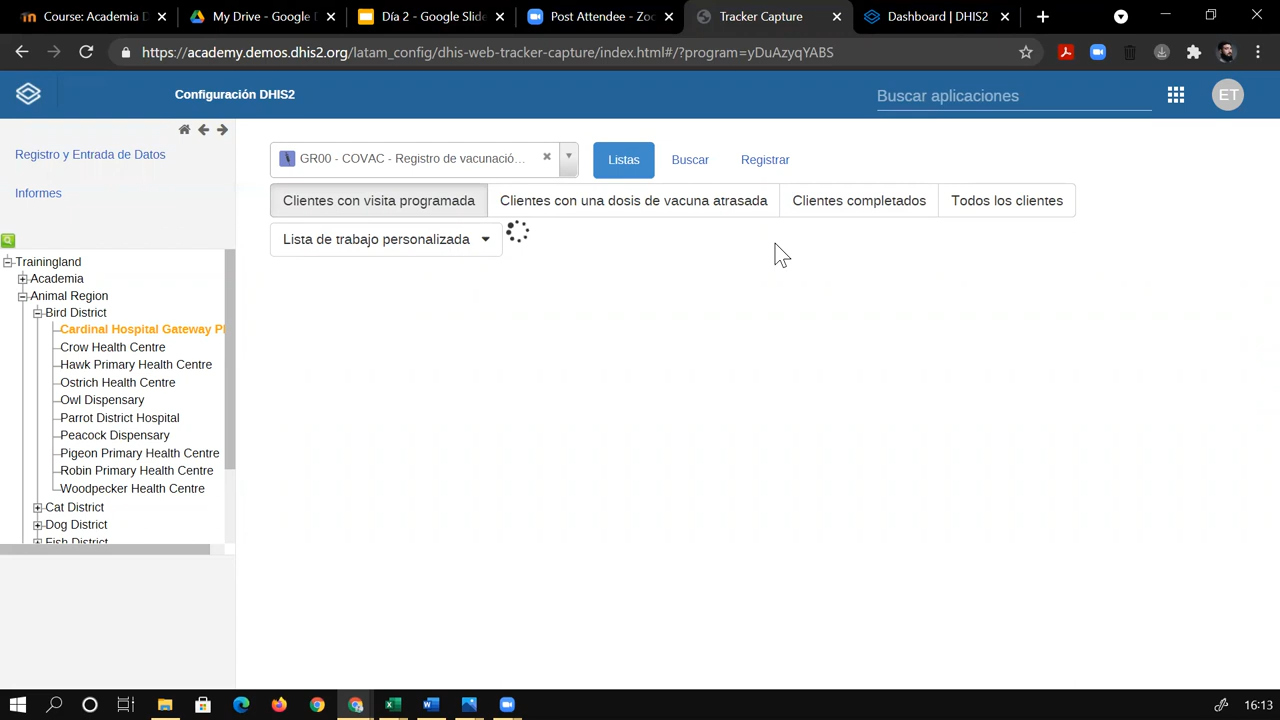 Course: Academia D
My Drive - Google D
Día 2 - Google Slide
Post Attendee - Zoo
Tracker Capture
Dashboard | DHIS2
https://academy.demos.dhis2.org/latam_config/dhis-web-tracker-capture/index.html#/?program=yDuAzyqYABS
Configuración DHIS2
Buscar aplicaciones
ET
Registro y Entrada de Datos
Informes
GR00 - COVAC - Registro de vacunació...
Listas
Buscar
Registrar
Clientes con visita programada
Clientes con una dosis de vacuna atrasada
Clientes completados
Todos los clientes
Lista de trabajo personalizada
Trainingland
Academia
Animal Region
Bird District
Cardinal Hospital Gateway P
Crow Health Centre
Hawk Primary Health Centre
Ostrich Health Centre
Owl Dispensary
Parrot District Hospital
Peacock Dispensary
Pigeon Primary Health Centre
Robin Primary Health Centre
Woodpecker Health Centre
Cat District
Dog District
Fish District
16:13